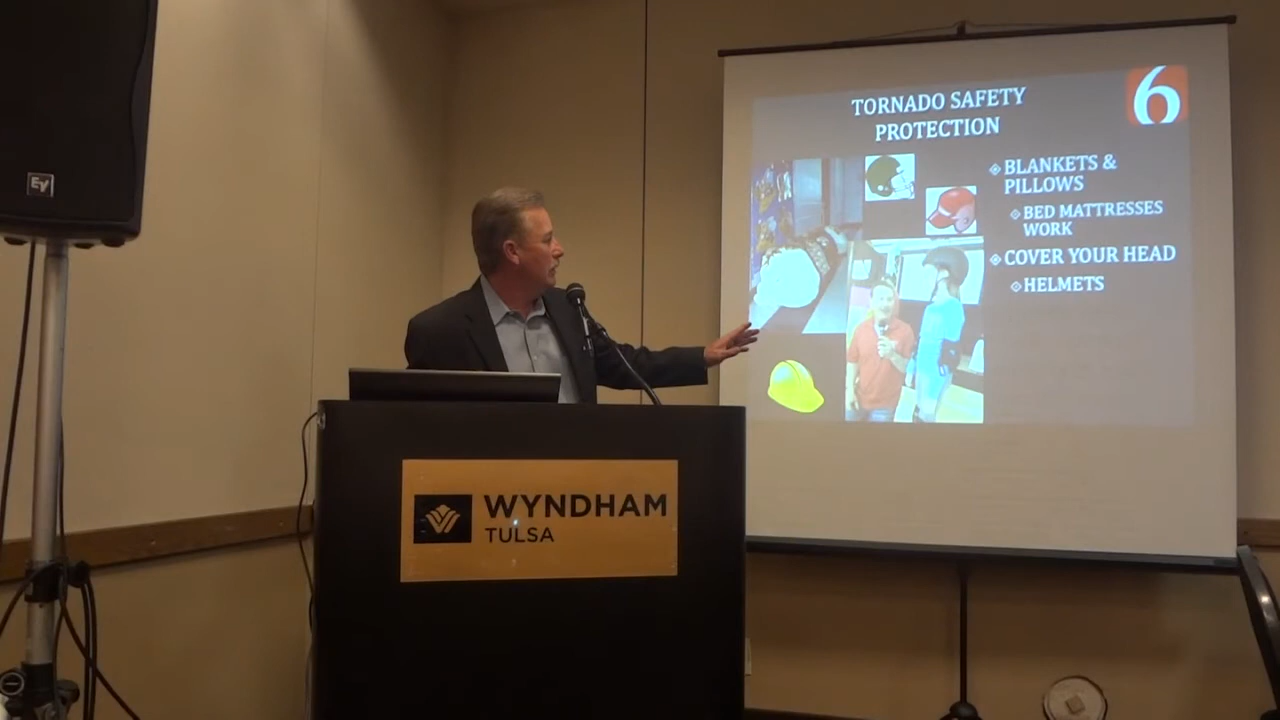 EV
TORNADO SAFETY
PROTECTION
6
BLANKETS &
PILLOWS
BED MATTRESSES
WORK
COVER YOUR HEAD
HELMETS
WYNDHAM
TULSA